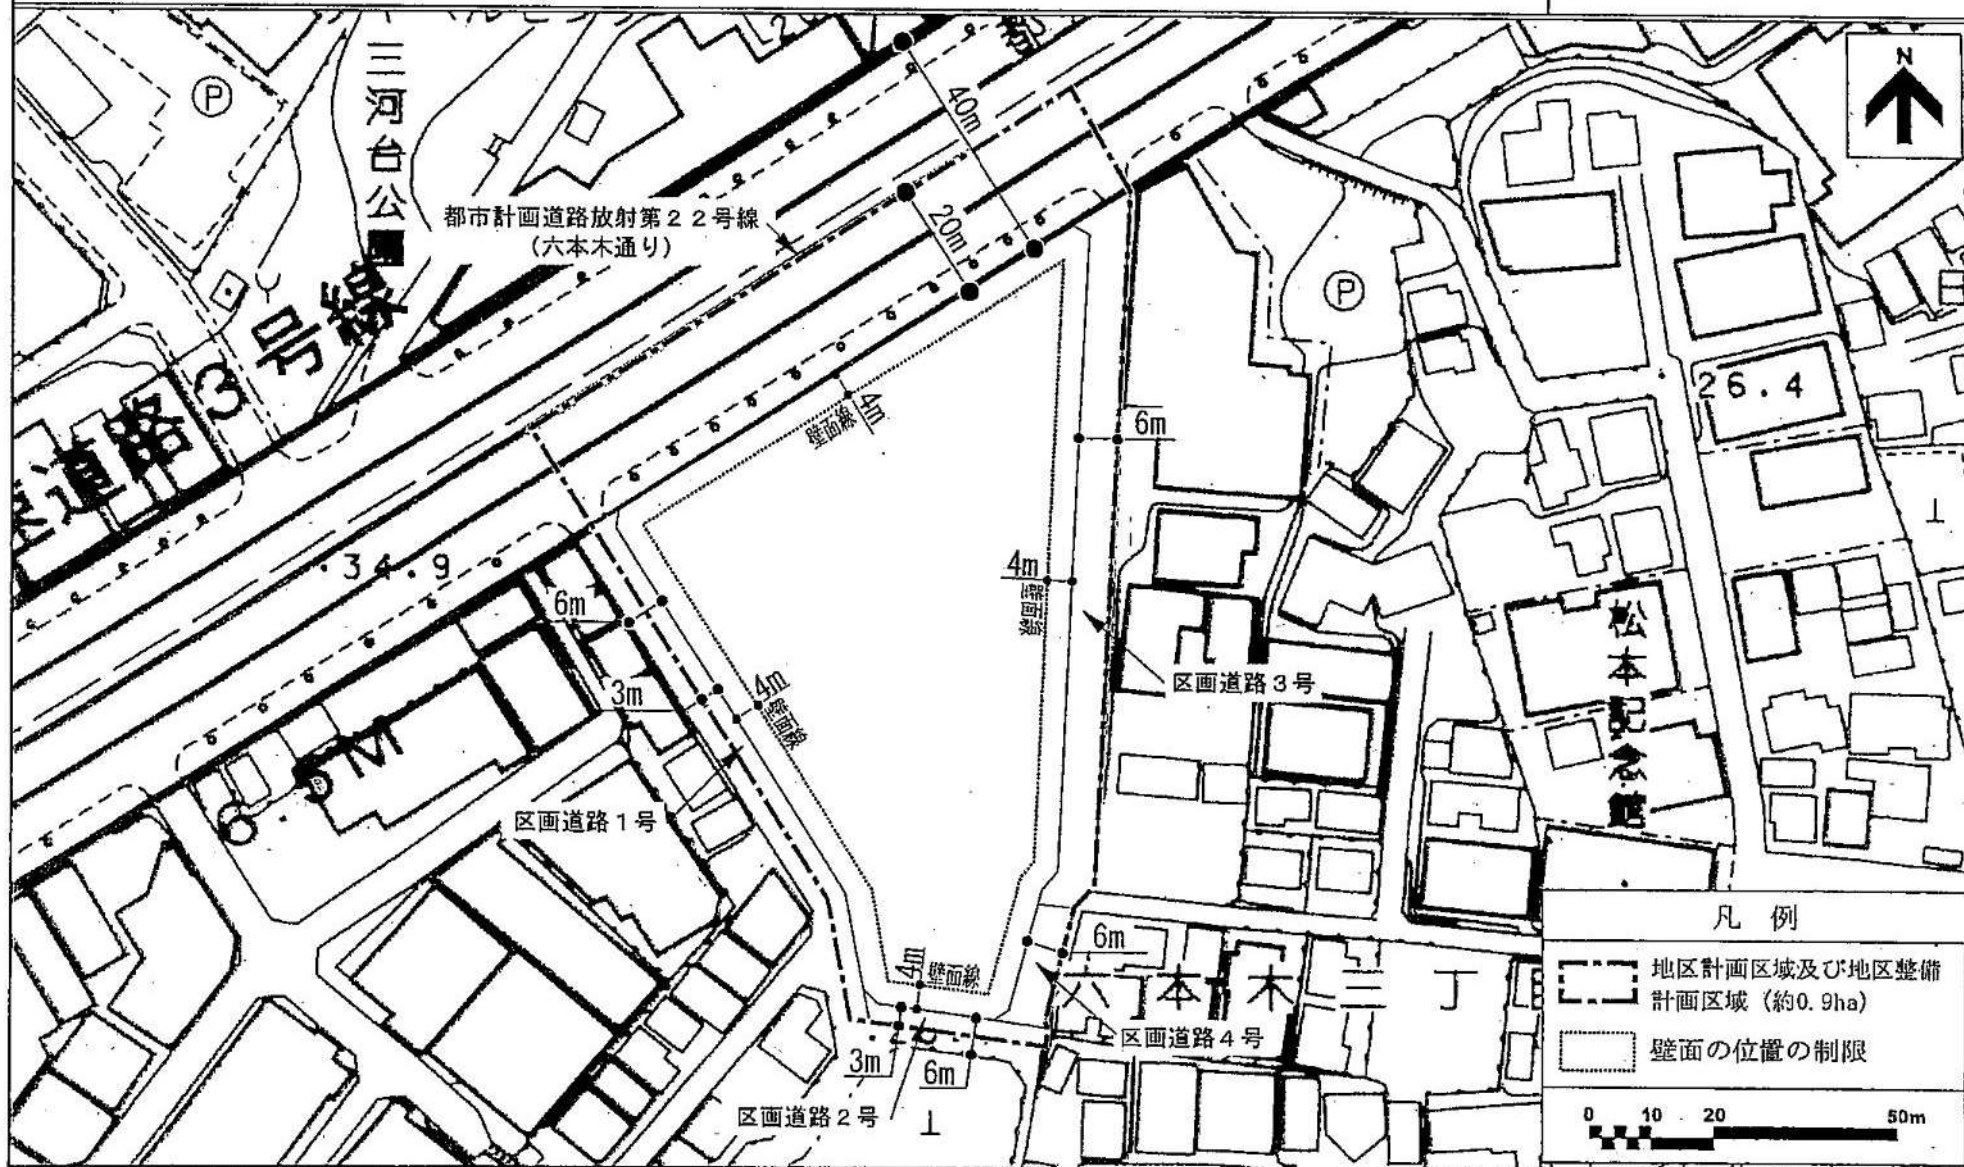 三河台公園
P
N
40m
都市計画道路放射第２２号線
(六本木通り)
20m
P
3号線
道路
4m
壁面線
26.4
6m
34.9
4m
壁面線
6m
区画道路３号
3m
4m
壁面線
松本記念館
区画道路１号
6m
4m
壁面線
六本木三丁
区画道路４号
3m
6m
区画道路２号
凡 例
地区計画区域及び地区整備
計画区域 (約0.9ha)
壁面の位置の制限
0 10 20 50m